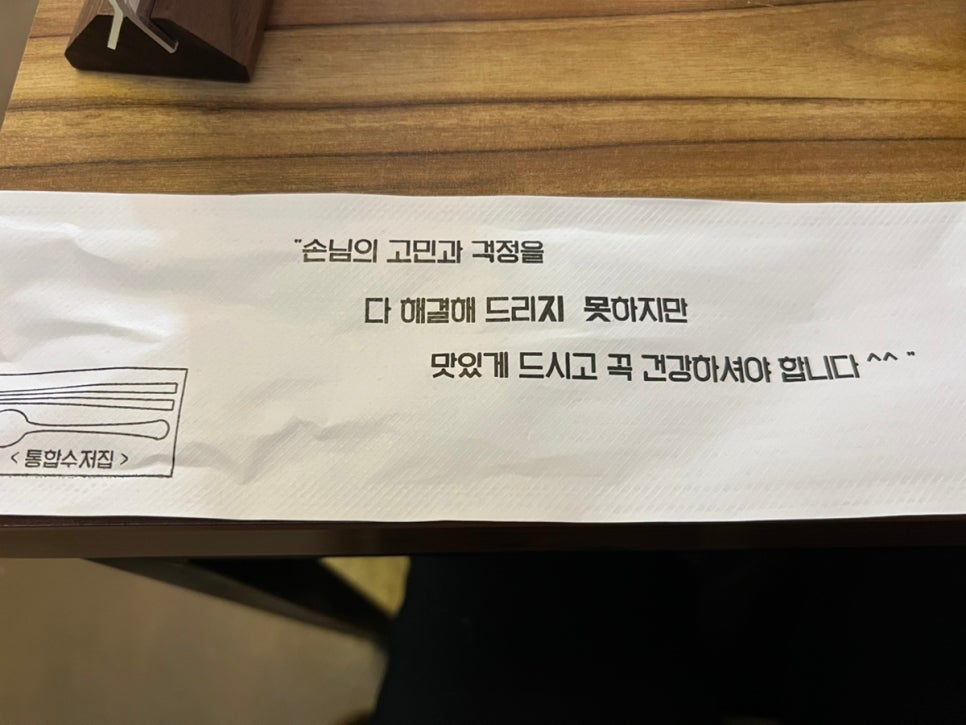 "손님의 고민과 걱정을
다 해결해 드리지 못하지만
맛있게 드시고 꼭 건강하셔야 합니다 ^^ "
< 통합수저집 >